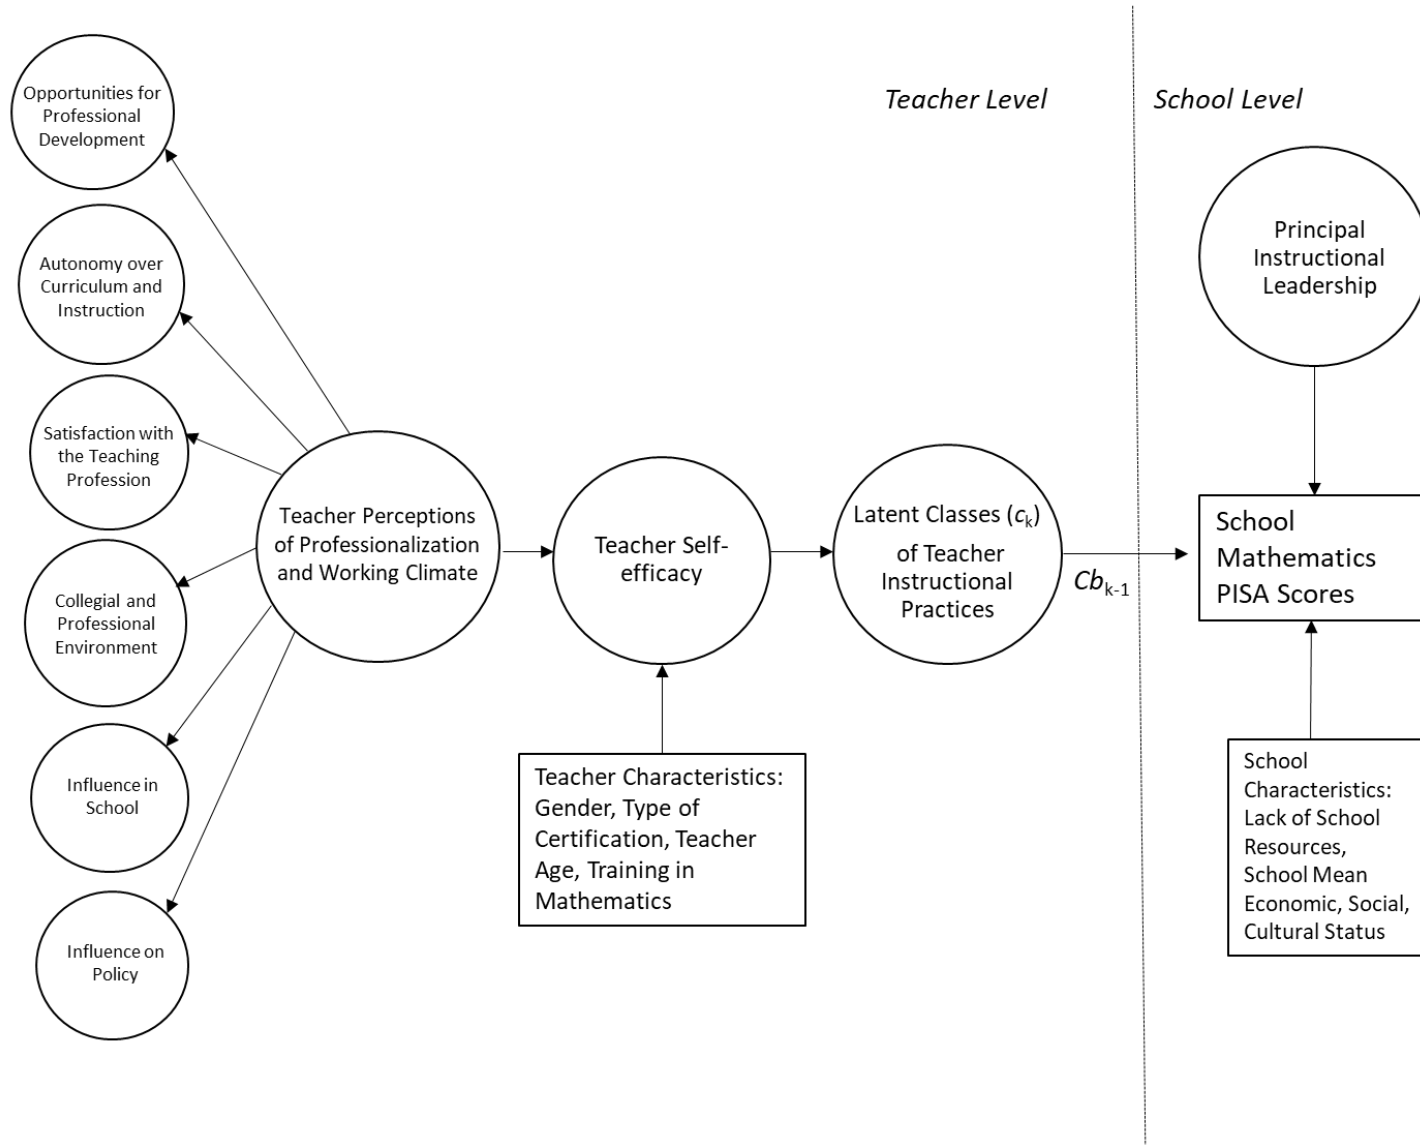 Teacher Level
School Level
Opportunities for
Professional
Development
Autonomy over
Curriculum and
Instruction
Satisfaction with
the Teaching
Profession
Collegial and
Professional
Environment
Influence in
School
Influence on
Policy
Teacher Perceptions
of Professionalization
and Working Climate
Teacher Self-
efficacy
Teacher Characteristics:
Gender, Type of
Certification, Teacher
Age, Training in
Mathematics
Latent Classes (c_k)
of Teacher
Instructional
Practices
Cb_k-1
Principal
Instructional
Leadership
School
Mathematics
PISA Scores
School
Characteristics:
Lack of School
Resources,
School Mean
Economic, Social,
Cultural Status